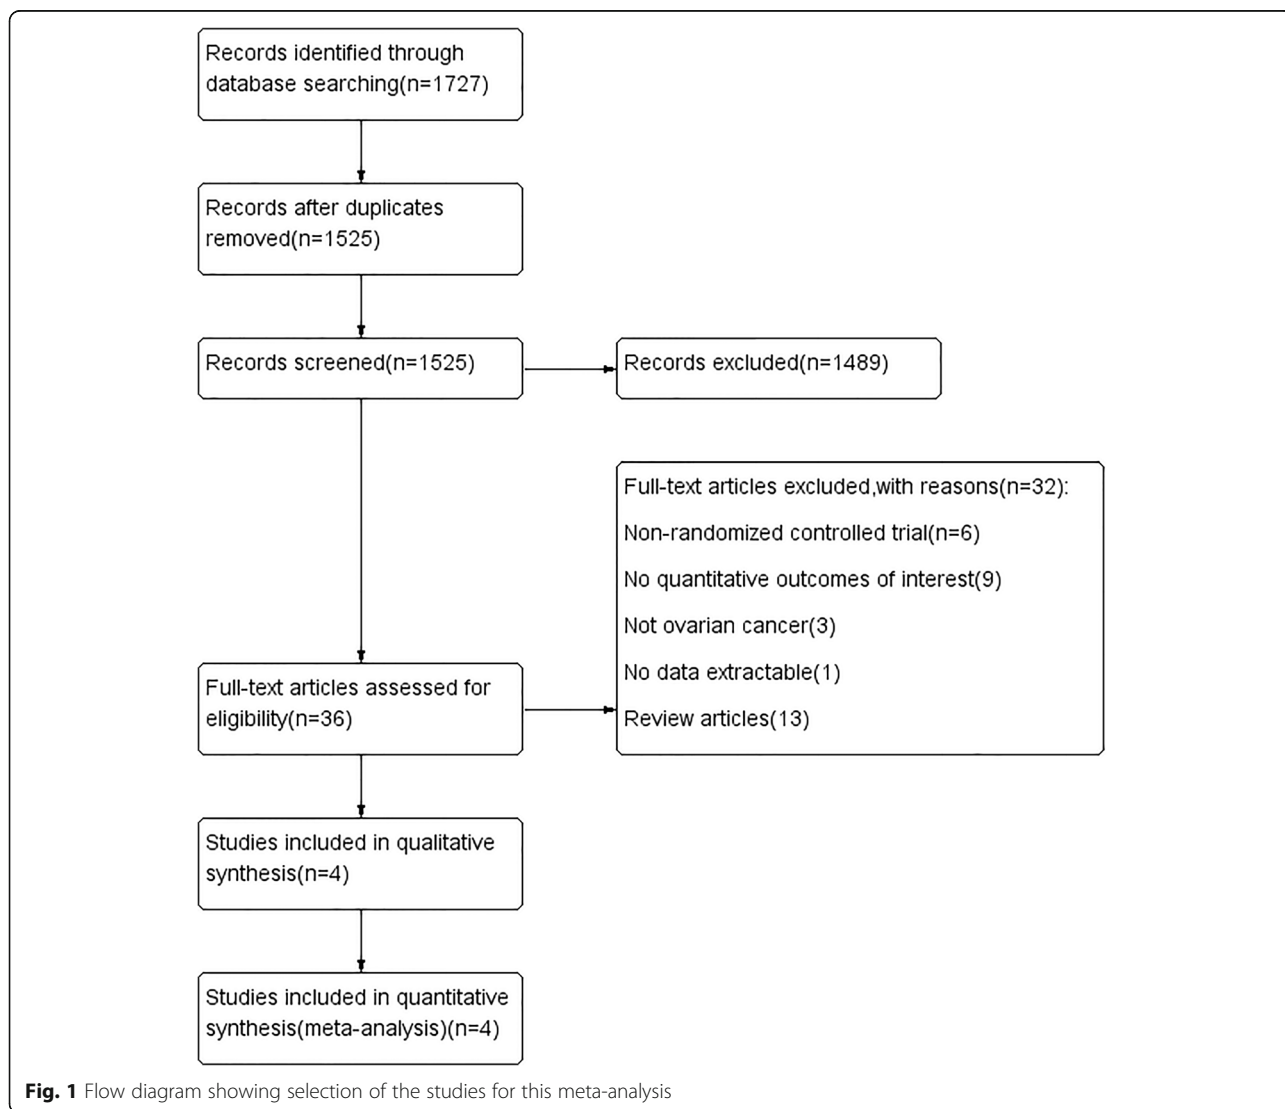 Records identified through
database searching(n=1727)
Records after duplicates
removed(n=1525)
Records screened(n=1525)
Records excluded(n=1489)
Full-text articles excluded,with reasons(n=32):
Non-randomized controlled trial(n=6)
No quantitative outcomes of interest(9)
Not ovarian cancer(3)
No data extractable(1)
Review articles(13)
Full-text articles assessed for
eligibility(n=36)
Studies included in qualitative
synthesis(n=4)
Studies included in quantitative
synthesis(meta-analysis)(n=4)
Fig. 1 Flow diagram showing selection of the studies for this meta-analysis